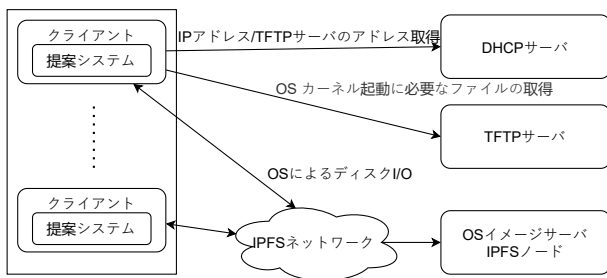 クライアント
提案システム
IPアドレス/TFTPサーバのアドレス取得
DHCPサーバ
OS カーネル起動に必要なファイルの取得
TFTPサーバ
OSによるディスクI/O
クライアント
提案システム
IPFSネットワーク
OSイメージサーバ
IPFSノード